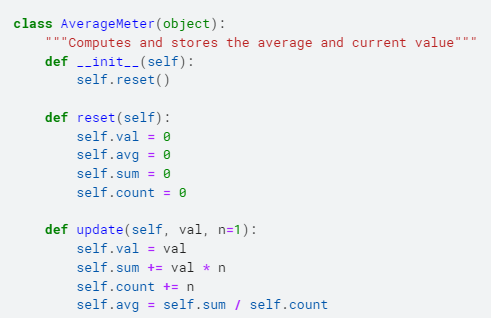 class AverageMeter(object):
    """Computes and stores the average and current value"""
    def __init__(self):
        self.reset()

    def reset(self):
        self.val = 0
        self.avg = 0
        self.sum = 0
        self.count = 0

    def update(self, val, n=1):
        self.val = val
        self.sum += val * n
        self.count += n
        self.avg = self.sum / self.count